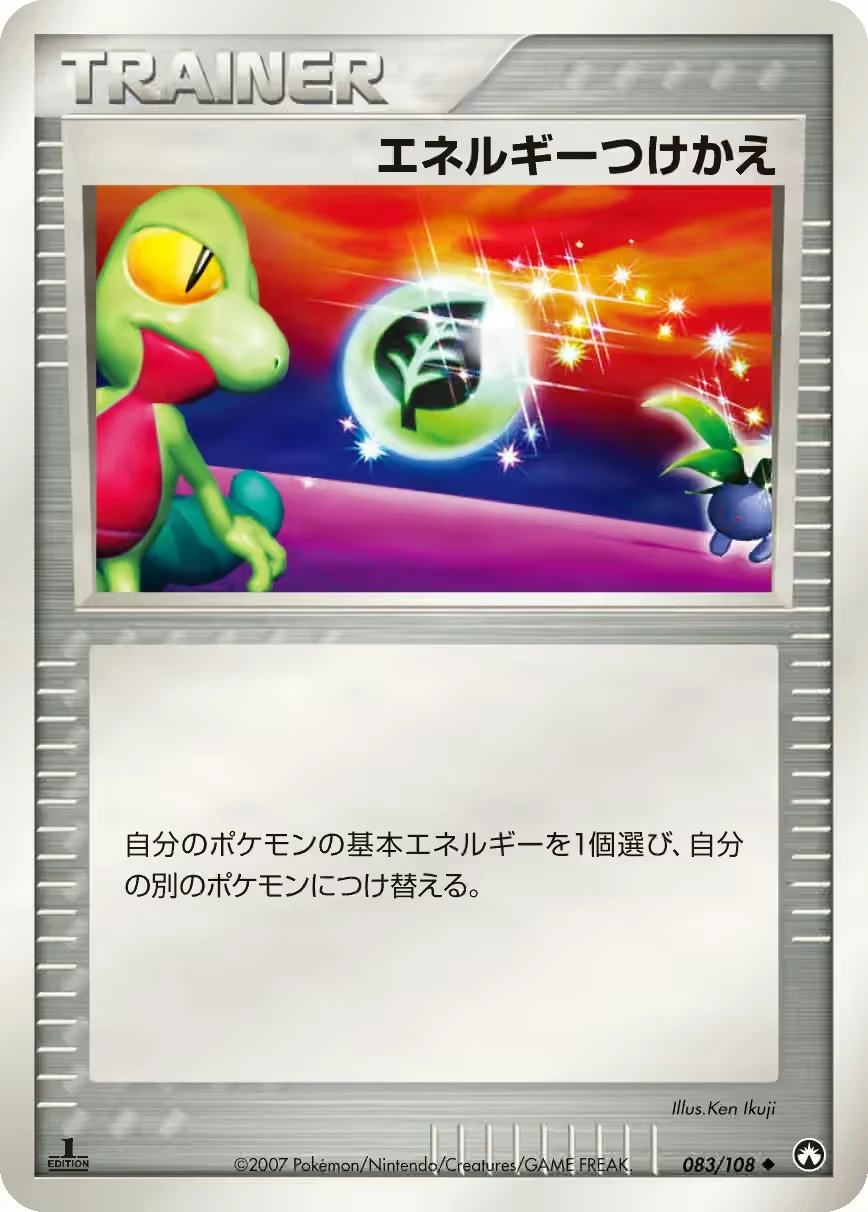 TRAINER
エネルギーつけかえ
自分のポケモンの基本エネルギーを1個選び、自分
の別のポケモンにつけ替える。
Illus.Ken Ikuji
1
EDITION
©2007 Pokémon/Nintendo/Creatures/GAME FREAK.
083/108 ◆